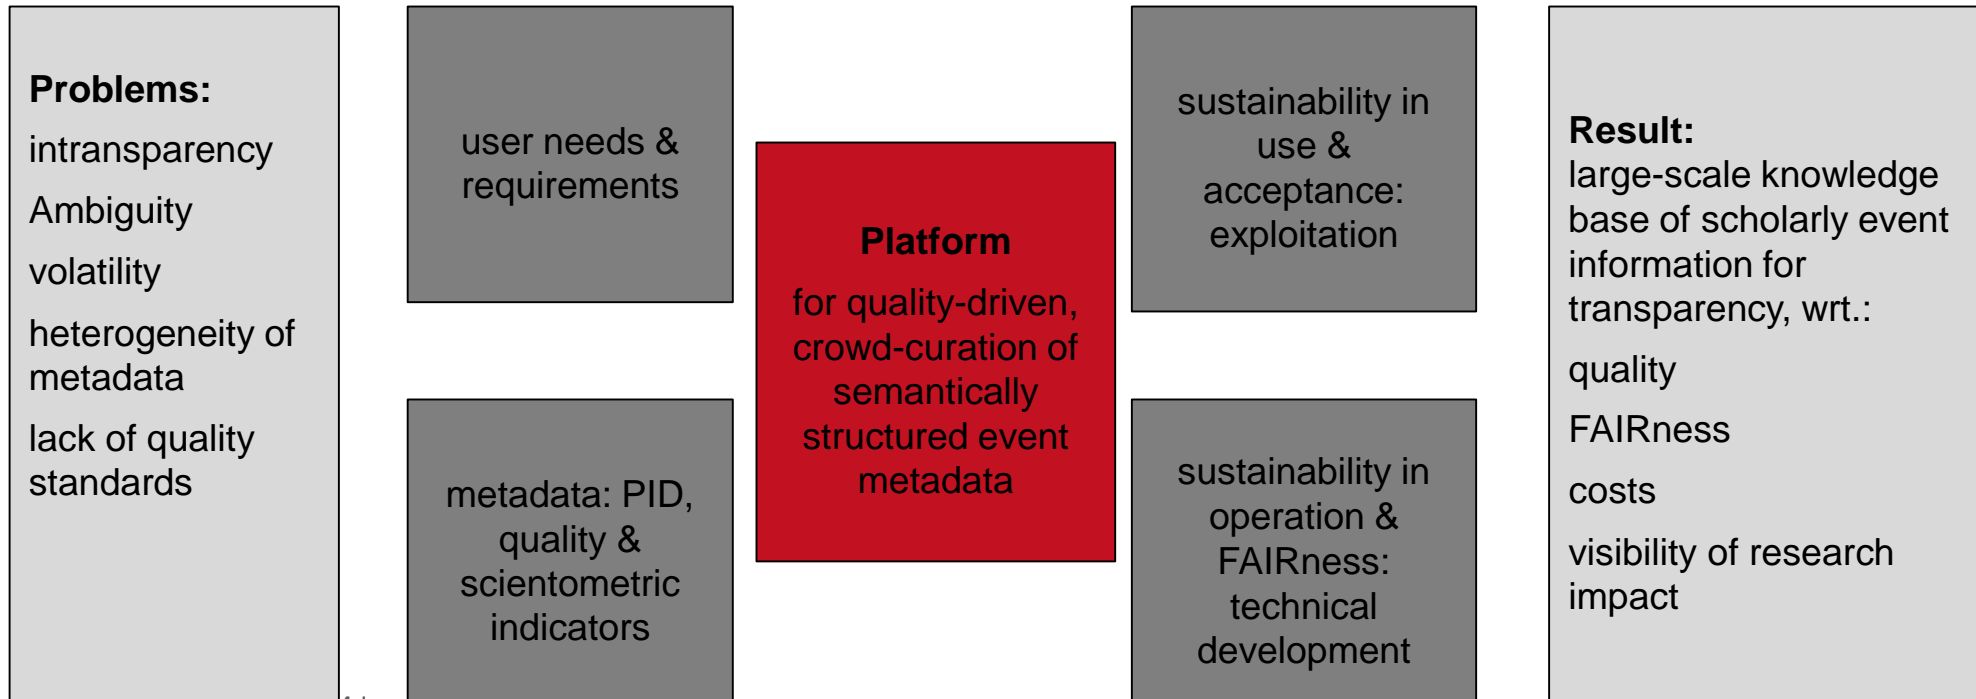 Problems:
intransparency
Ambiguity
volatility
heterogeneity of
metadata
lack of quality
standards
user needs &
requirements
metadata: PID,
quality &
scientometric
indicators
Platform
for quality-driven,
crowd-curation of
semantically
structured event
metadata
sustainability in
use &
acceptance:
exploitation
sustainability in
operation &
FAIRness:
technical
development
Result:
large-scale knowledge
base of scholarly event
information for
transparency, wrt.:
quality
FAIRness
costs
visibility of research
impact